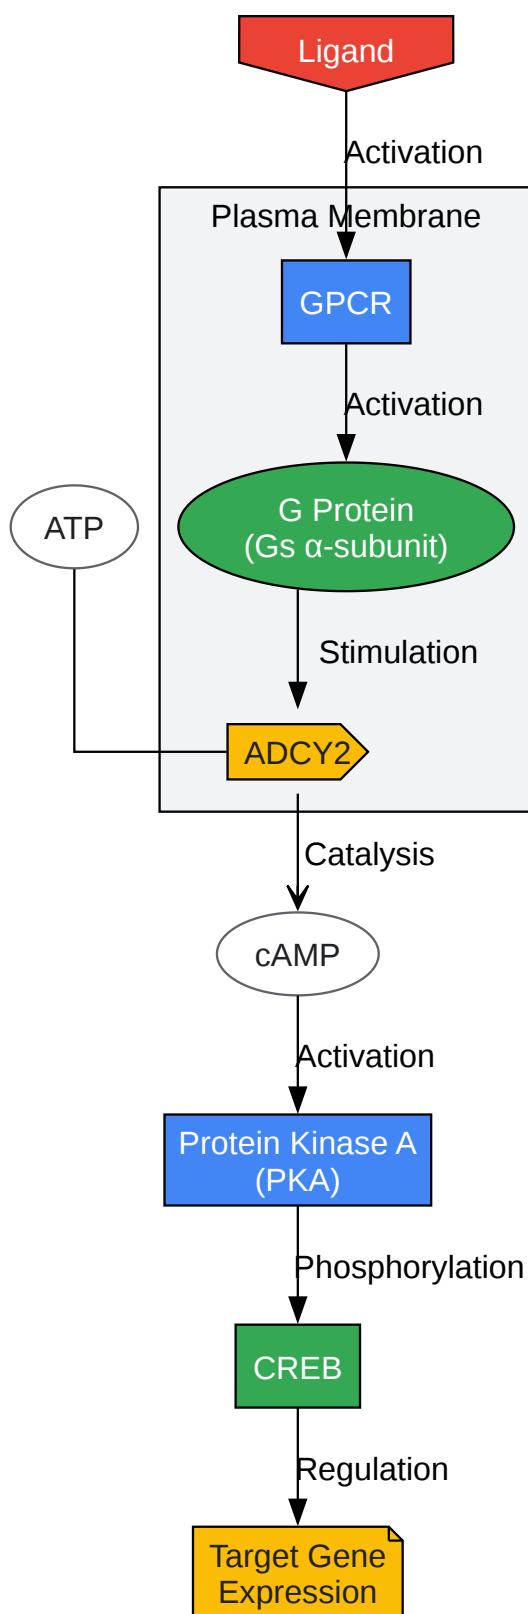 Ligand
Activation
Plasma Membrane
GPCR
Activation
G Protein
(Gs α-subunit)
ATP
Stimulation
ADCY2
Catalysis
cAMP
Activation
Protein Kinase A
(PKA)
Phosphorylation
CREB
Regulation
Target Gene
Expression